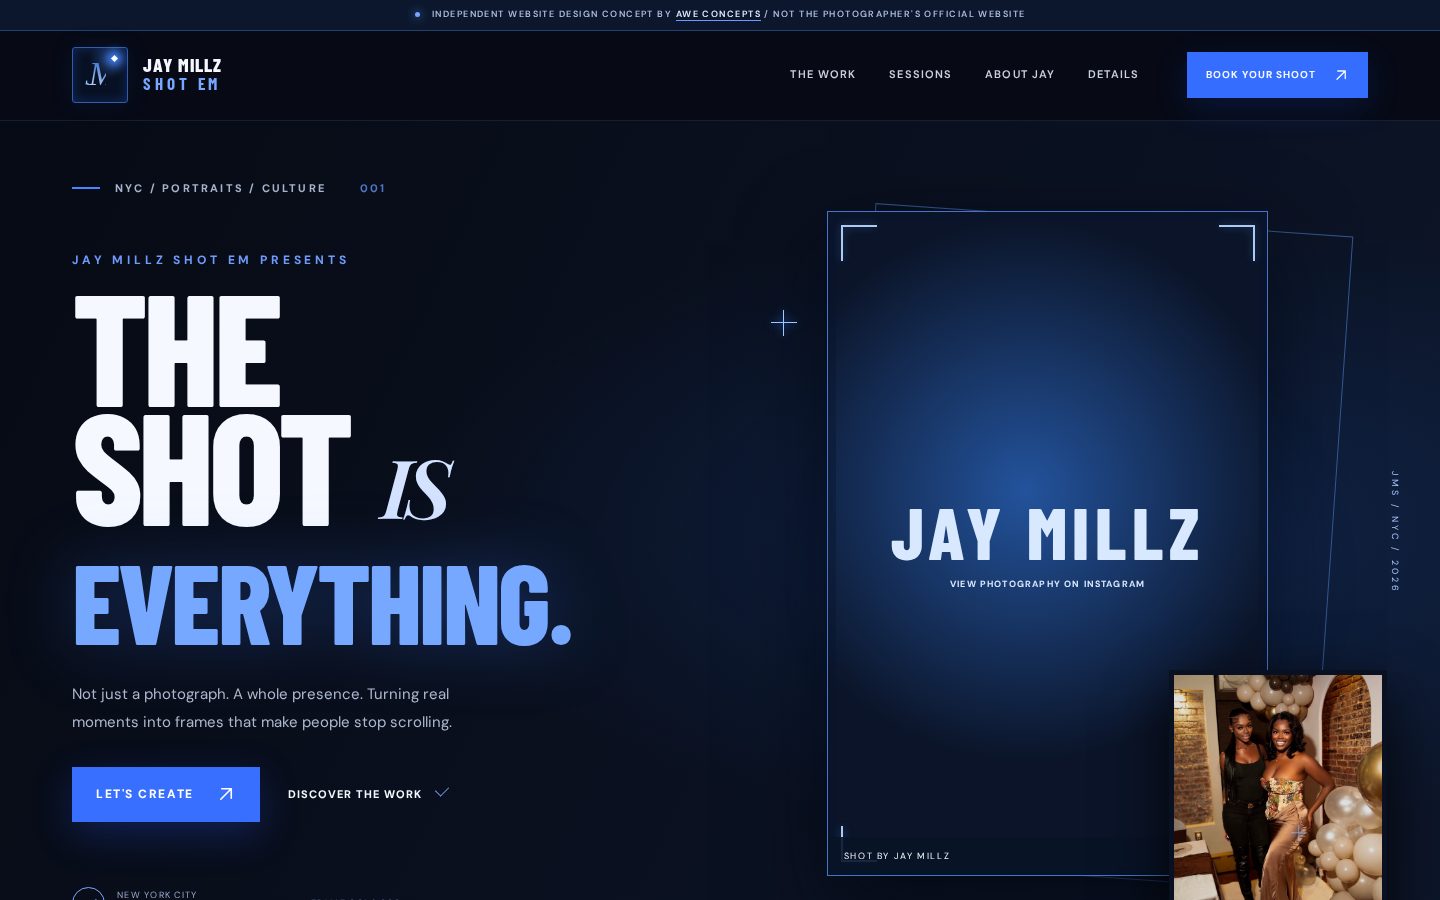 INDEPENDENT WEBSITE DESIGN CONCEPT BY AWE CONCEPTS / NOT THE PHOTOGRAPHER'S OFFICIAL WEBSITE
JAY MILLZ
SHOT EM
THE WORK
SESSIONS
ABOUT JAY
DETAILS
BOOK YOUR SHOOT
NYC / PORTRAITS / CULTURE
001
JAY MILLZ SHOT EM PRESENTS
THE
SHOT IS
EVERYTHING.
Not just a photograph. A whole presence. Turning real
moments into frames that make people stop scrolling.
LET'S CREATE
DISCOVER THE WORK
NEW YORK CITY
JAY MILLZ
VIEW PHOTOGRAPHY ON INSTAGRAM
SHOT BY JAY MILLZ
JMS / NYC / 2026